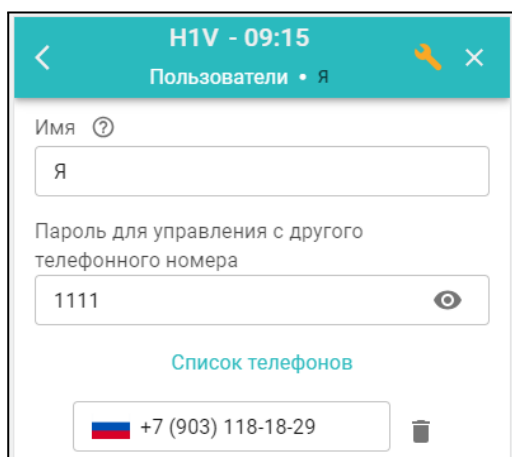 H1V - 09:15
Пользователи • Я
Имя ?
Я
Пароль для управления с другого
телефонного номера
1111
Список телефонов
+7 (903) 118-18-29